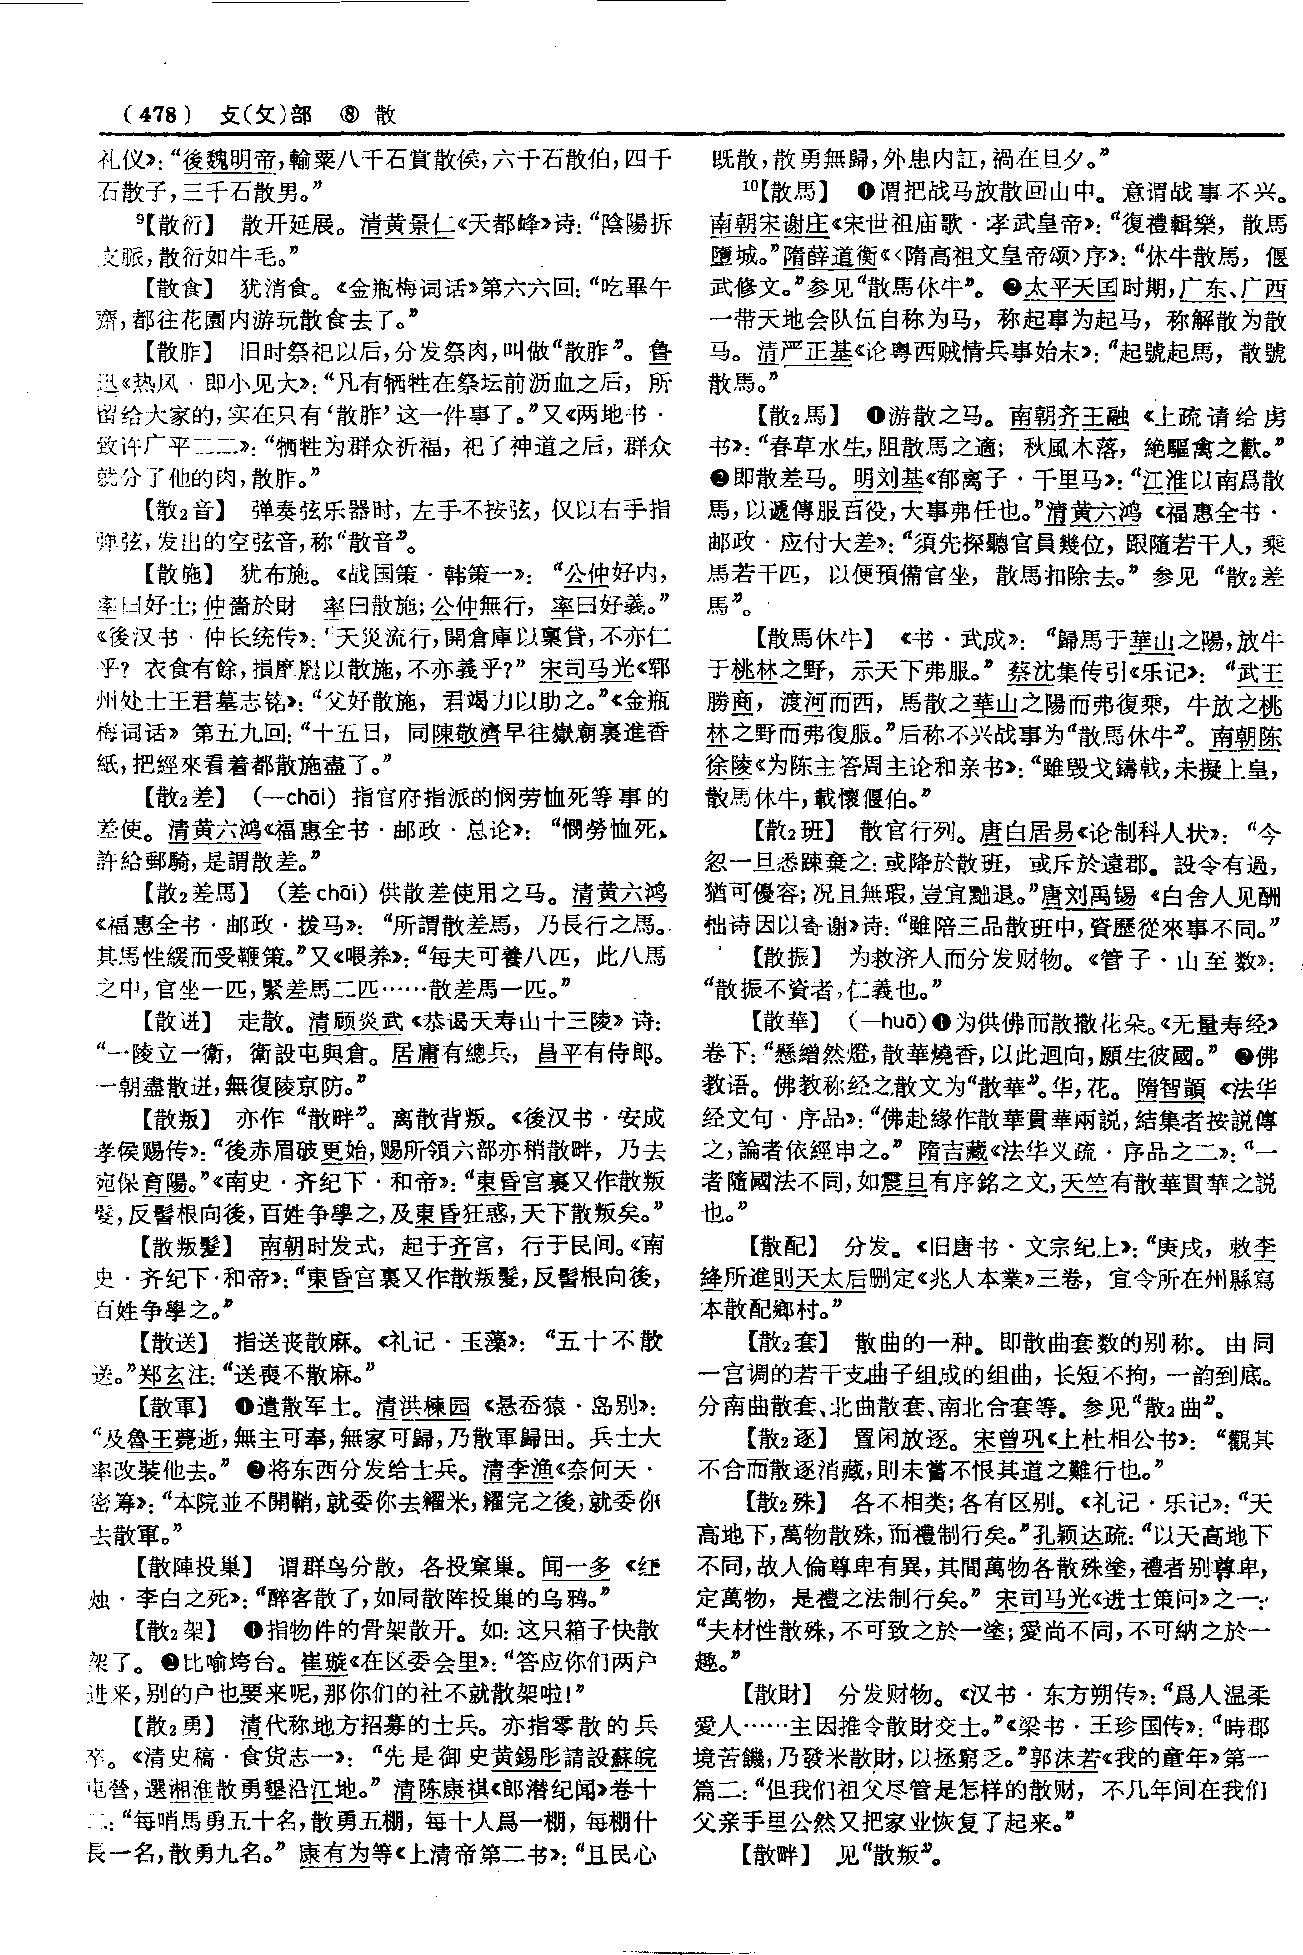 (478) 攴(攵)部 ⑧ 散
礼仪》：“後魏明帝，輸粟八千石賞散侯，六千石散伯，四千
石散子，三千石散男。”
⁹【散衍】 散开延展。清黄景仁《天都峰》诗：“陰陽拆
支脈，散衍如牛毛。”
【散食】 犹消食。《金瓶梅词话》第六六回：“吃畢午
齋，都往花園内游玩散食去了。”
【散胙】 旧时祭祀以后，分发祭肉，叫做“散胙”。鲁
迅《热风·即小见大》：“凡有牺牲在祭坛前沥血之后，所
留给大家的，实在只有‘散胙’这一件事了。”又《两地书·
致许广平二二》：“牺牲为群众祈福，祀了神道之后，群众
就分了他的肉，散胙。”
【散₂音】 弹奏弦乐器时，左手不按弦，仅以右手指
弹弦，发出的空弦音，称“散音”。
【散施】 犹布施。《战国策·韩策一》：“公仲好内，
率曰好士；仲嗇於財 率曰散施；公仲無行，率曰好義。”
《後汉书·仲长统传》：“天災流行，開倉庫以稟貸，不亦仁
乎？衣食有餘，損靡麗以散施，不亦義乎？” 宋司马光《郓
州处士王君墓志铭》：“父好散施，君竭力以助之。”《金瓶
梅词话》第五九回：“十五日，同陳敬濟早往嶽廟裏進香
紙，把經來看着都散施盡了。”
【散₂差】 （—chāi）指官府指派的悯劳恤死等事的
差使。清黄六鸿《福惠全书·邮政·总论》：“憫勞恤死，
許給郵騎，是謂散差。”
【散₂差馬】 （差 chāi）供散差使用之马。清黄六鸿
《福惠全书·邮政·拨马》：“所謂散差馬，乃長行之馬。
其馬性緩而受鞭策。”又《喂养》：“每夫可養八匹，此八馬
之中，官坐一匹，緊差馬二匹……散差馬一匹。”
【散迸】 走散。清顾炎武《恭谒天寿山十三陵》诗：
“一陵立一衛，衛設屯與倉。居庸有總兵，昌平有侍郎。
一朝盡散迸，無復陵京防。”
【散叛】 亦作“散畔”。离散背叛。《後汉书·安成
孝侯赐传》：“後赤眉破更始，赐所領六部亦稍散畔，乃去
宛保育陽。”《南史·齐纪下·和帝》：“東昏宫裏又作散叛
髮，反髻根向後，百姓争學之，及東昏狂惑，天下散叛矣。”
【散叛髮】 南朝时发式，起于齐宫，行于民间。《南
史·齐纪下·和帝》：“東昏宫裏又作散叛髮，反髻根向後，
百姓争學之。”
【散送】 指送丧散麻。《礼记·玉藻》：“五十不散
送。”郑玄注：“送喪不散麻。”
【散軍】 ❶遣散军士。清洪楝园《悬岙猿·岛别》：
“及魯王薨逝，無主可奉，無家可歸，乃散軍歸田。兵士大
率改裝他去。” ❷将东西分发给士兵。清李渔《奈何天·
密籌》：“本院並不開鞘，就委你去糴米，糴完之後，就委你
去散軍。”
【散陣投巢】 谓群鸟分散，各投窠巢。闻一多《红
烛·李白之死》：“醉客散了，如同散阵投巢的乌鸦。”
【散₂架】 ❶指物件的骨架散开。如：这只箱子快散
架了。❷比喻垮台。崔璇《在区委会里》：“答应你们两户
进来，别的户也要来呢，那你们的社不就散架啦！”
【散₂勇】 清代称地方招募的士兵。亦指零散的兵
卒。《清史稿·食货志一》：“先是御史黄錫彤請設蘇皖
屯營，選湘淮散勇墾沿江地。” 清陈康祺《郎潜纪闻》卷十
二：“每哨馬勇五十名，散勇五棚，每十人爲一棚，每棚什
長一名，散勇九名。” 康有为等《上清帝第二书》：“且民心
既散，散勇無歸，外患内訌，禍在旦夕。”
¹⁰【散馬】 ❶谓把战马放散回山中。意谓战事不兴。
南朝宋谢庄《宋世祖庙歌·孝武皇帝》：“復禮輯樂，散馬
墮城。”隋薛道衡《〈隋高祖文皇帝颂〉序》：“休牛散馬，偃
武修文。”参见“散馬休牛”。❷太平天国时期，广东、广西
一带天地会队伍自称为马，称起事为起马，称解散为散
马。清严正基《论粤西贼情兵事始末》：“起號起馬，散號
散馬。”
【散₂馬】 ❶游散之马。南朝齐王融《上疏请给虏
书》：“春草水生，阻散馬之適；秋風木落，絶驅禽之歡。”
❷即散差马。明刘基《郁离子·千里马》：“江淮以南爲散
馬，以遞傳服百役，大事弗任也。”清黄六鸿《福惠全书·
邮政·应付大差》：“須先探聽官員幾位，跟隨若干人，乘
馬若干匹，以便預備官坐，散馬扣除去。” 参见“散₂差
馬”。
【散馬休牛】 《书·武成》：“歸馬于華山之陽，放牛
于桃林之野，示天下弗服。” 蔡沈集传引《乐记》：“武王
勝商，渡河而西，馬散之華山之陽而弗復乘，牛放之桃
林之野而弗復服。”后称不兴战事为“散馬休牛”。南朝陈
徐陵《为陈主答周主论和亲书》：“雖毁戈鑄戟，未擬上皇，
散馬休牛，載懷偃伯。”
【散₂班】 散官行列。唐白居易《论制科人状》：“今
忽一旦悉踈棄之：或降於散班，或斥於遠郡。設令有過，
猶可優容；况且無瑕，豈宜黜退。”唐刘禹锡《白舍人见酬
拙诗因以寄谢》诗：“雖陪三品散班中，資歷從來事不同。”
【散振】 为救济人而分发财物。《管子·山至数》：
“散振不資者，仁義也。”
【散華】 （—huā）❶为供佛而散撒花朵。《无量寿经》
卷下：“懸繒然燈，散華燒香，以此迴向，願生彼國。” ❷佛
教语。佛教称经之散文为“散華”。华，花。隋智顗《法华
经文句·序品》：“佛赴緣作散華貫華兩説，結集者按説傳
之，論者依經申之。” 隋吉藏《法华义疏·序品之二》：“一
者隨國法不同，如震旦有序銘之文，天竺有散華貫華之説
也。”
【散配】 分发。《旧唐书·文宗纪上》：“庚戌，敕李
絳所進則天太后删定《兆人本業》三卷，宜令所在州縣寫
本散配鄉村。”
【散₂套】 散曲的一种。即散曲套数的别称。由同
一宫调的若干支曲子组成的组曲，长短不拘，一韵到底。
分南曲散套、北曲散套、南北合套等。参见“散₂曲”。
【散₂逐】 置闲放逐。宋曾巩《上杜相公书》：“觀其
不合而散逐消藏，則未嘗不恨其道之難行也。”
【散₂殊】 各不相类；各有区别。《礼记·乐记》：“天
高地下，萬物散殊，而禮制行矣。”孔颖达疏：“以天高地下
不同，故人倫尊卑有異，其間萬物各散殊塗，禮者别尊卑，
定萬物，是禮之法制行矣。” 宋司马光《进士策问》之一：
“夫材性散殊，不可致之於一塗；愛尚不同，不可納之於一
趣。”
【散財】 分发财物。《汉书·东方朔传》：“爲人温柔
愛人……主因推令散財交士。”《梁书·王珍国传》：“時郡
境苦饑，乃發米散財，以拯窮乏。”郭沫若《我的童年》第一
篇二：“但我们祖父尽管是怎样的散财，不几年间在我们
父亲手里公然又把家业恢复了起来。”
【散畔】 见“散叛”。